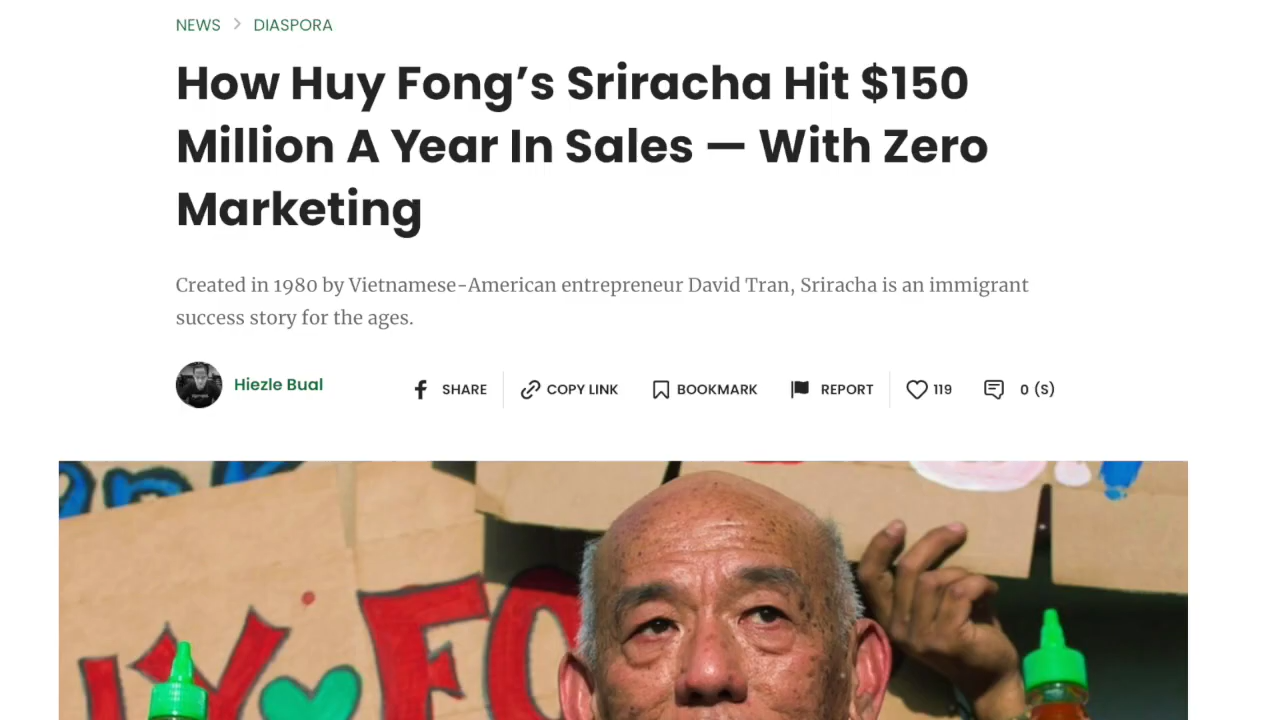 NEWS > DIASPORA
How Huy Fong’s Sriracha Hit $150
Million A Year In Sales — With Zero
Marketing
Created in 1980 by Vietnamese-American entrepreneur David Tran, Sriracha is an immigrant
success story for the ages.
Hiezle Bual
SHARE
COPY LINK
BOOKMARK
REPORT
119
0 (S)
UY FO